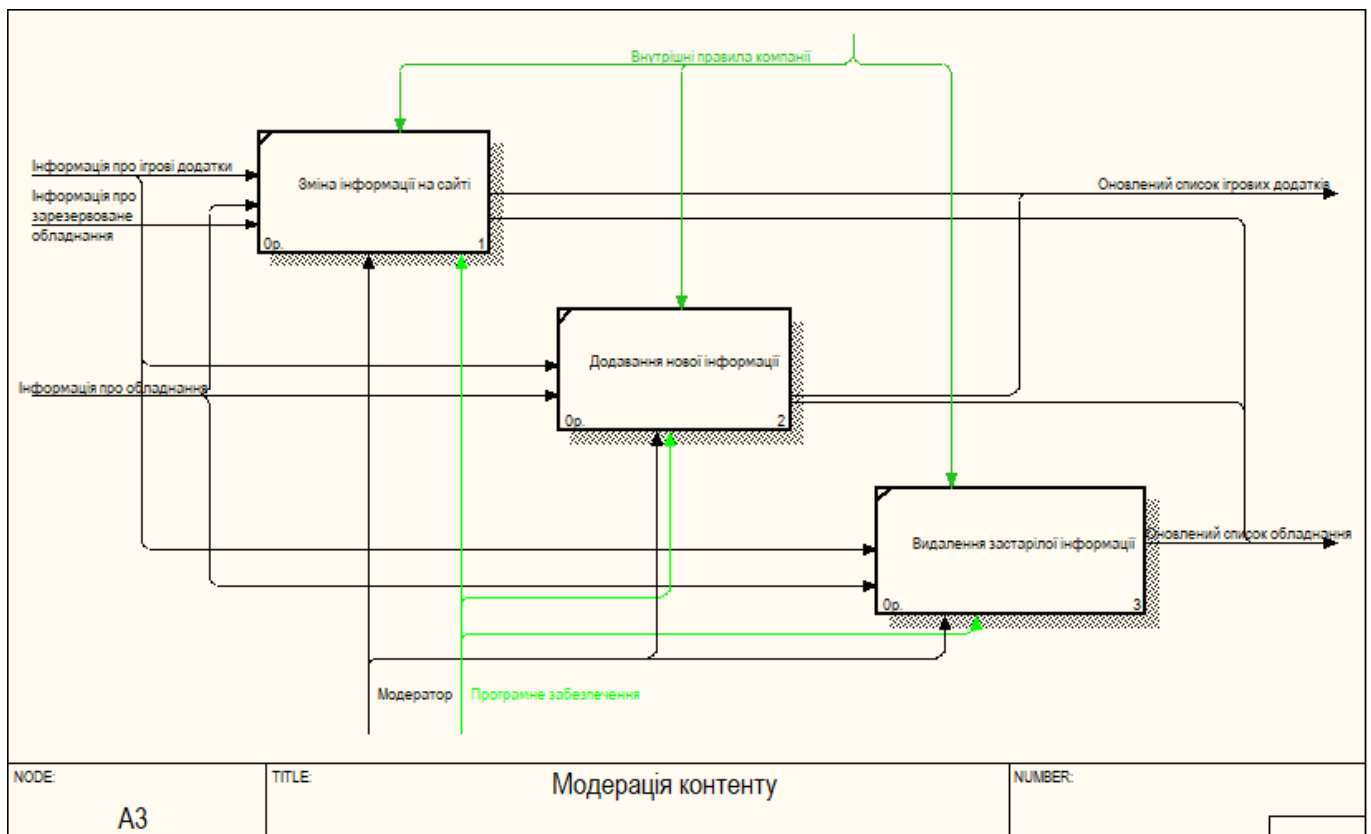 Внутрішні правила компанії
Інформація про ігрові додатки
Зміна інформації на сайті
Інформація про
зарезервоване
обладнання
0р.
1
Оновлений список ігрових додатків
Додавання нової інформації
Інформація про обладнання
0р.
2
Видалення застарілої інформації
Оновлений список обладнання
0р.
3
Модератор
Програмне забезпечення
NODE:
TITLE:
Модерація контенту
NUMBER:
A3